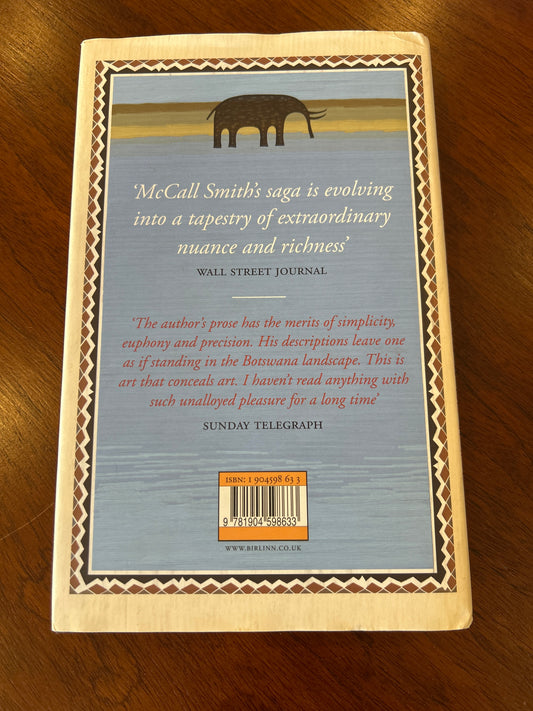 ‘McCall Smith’s saga is evolving
into a tapestry of extraordinary
nuance and richness’
WALL STREET JOURNAL
‘The author’s prose has the merits of simplicity,
euphony and precision. His descriptions leave one
as if standing in the Botswana landscape. This is
art that conceals art. I haven’t read anything with
such unalloyed pleasure for a long time’
SUNDAY TELEGRAPH
ISBN: 1 904598 63 3
9 781904 598633
WWW.BIRLINN.CO.UK